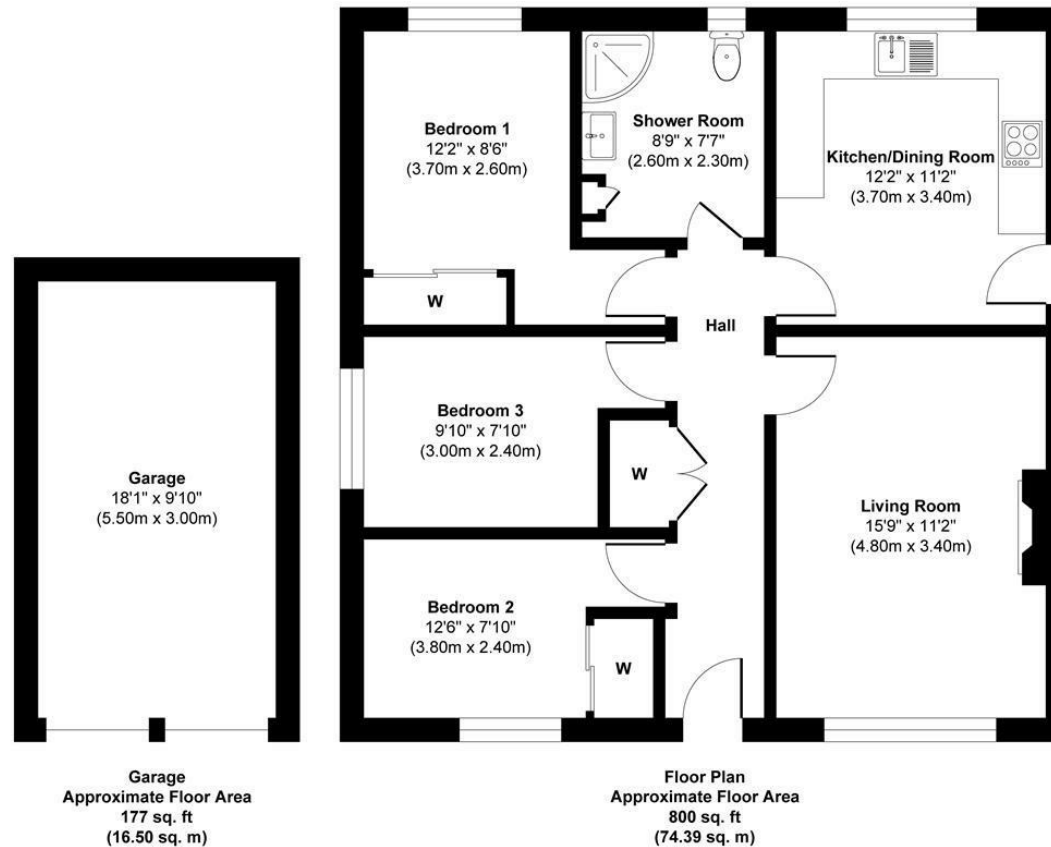 Bedroom 1
12'2" x 8'6"
(3.70m x 2.60m)
W
Shower Room
8'9" x 7'7"
(2.60m x 2.30m)
Kitchen/Dining Room
12'2" x 11'2"
(3.70m x 3.40m)
Hall
Bedroom 3
9'10" x 7'10"
(3.00m x 2.40m)
W
Garage
18'1" x 9'10"
(5.50m x 3.00m)
Living Room
15'9" x 11'2"
(4.80m x 3.40m)
Bedroom 2
12'6" x 7'10"
(3.80m x 2.40m)
W
Garage
Approximate Floor Area
177 sq. ft
(16.50 sq. m)
Floor Plan
Approximate Floor Area
800 sq. ft
(74.39 sq. m)